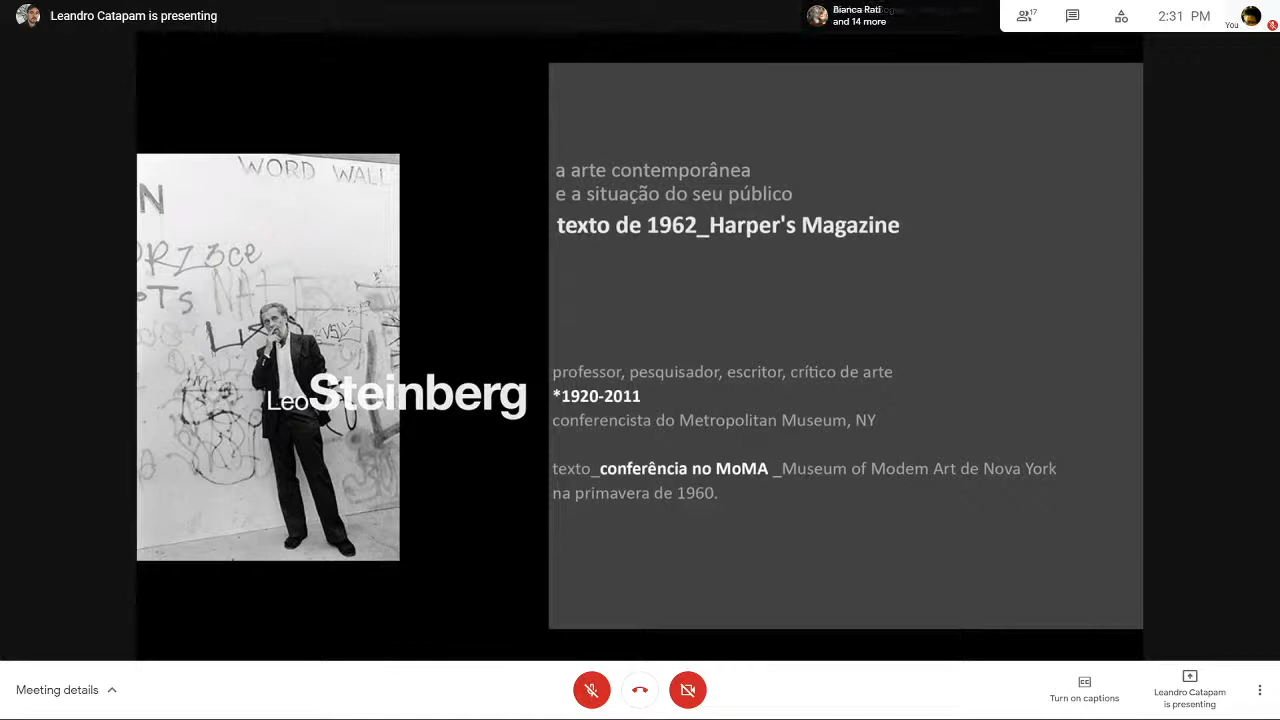 Leandro Catapam is presenting
Bianca Rati
and 14 more
17
2:31 PM
You
WORD WALL
N
a arte contemporânea
e a situação do seu público
texto de 1962_Harper's Magazine
LeoSteinberg
professor, pesquisador, escritor, crítico de arte
*1920-2011
conferencista do Metropolitan Museum, NY
texto_conferência no MoMA _Museum of Modem Art de Nova York
na primavera de 1960.
Meeting details
Turn on captions
Leandro Catapam
is presenting